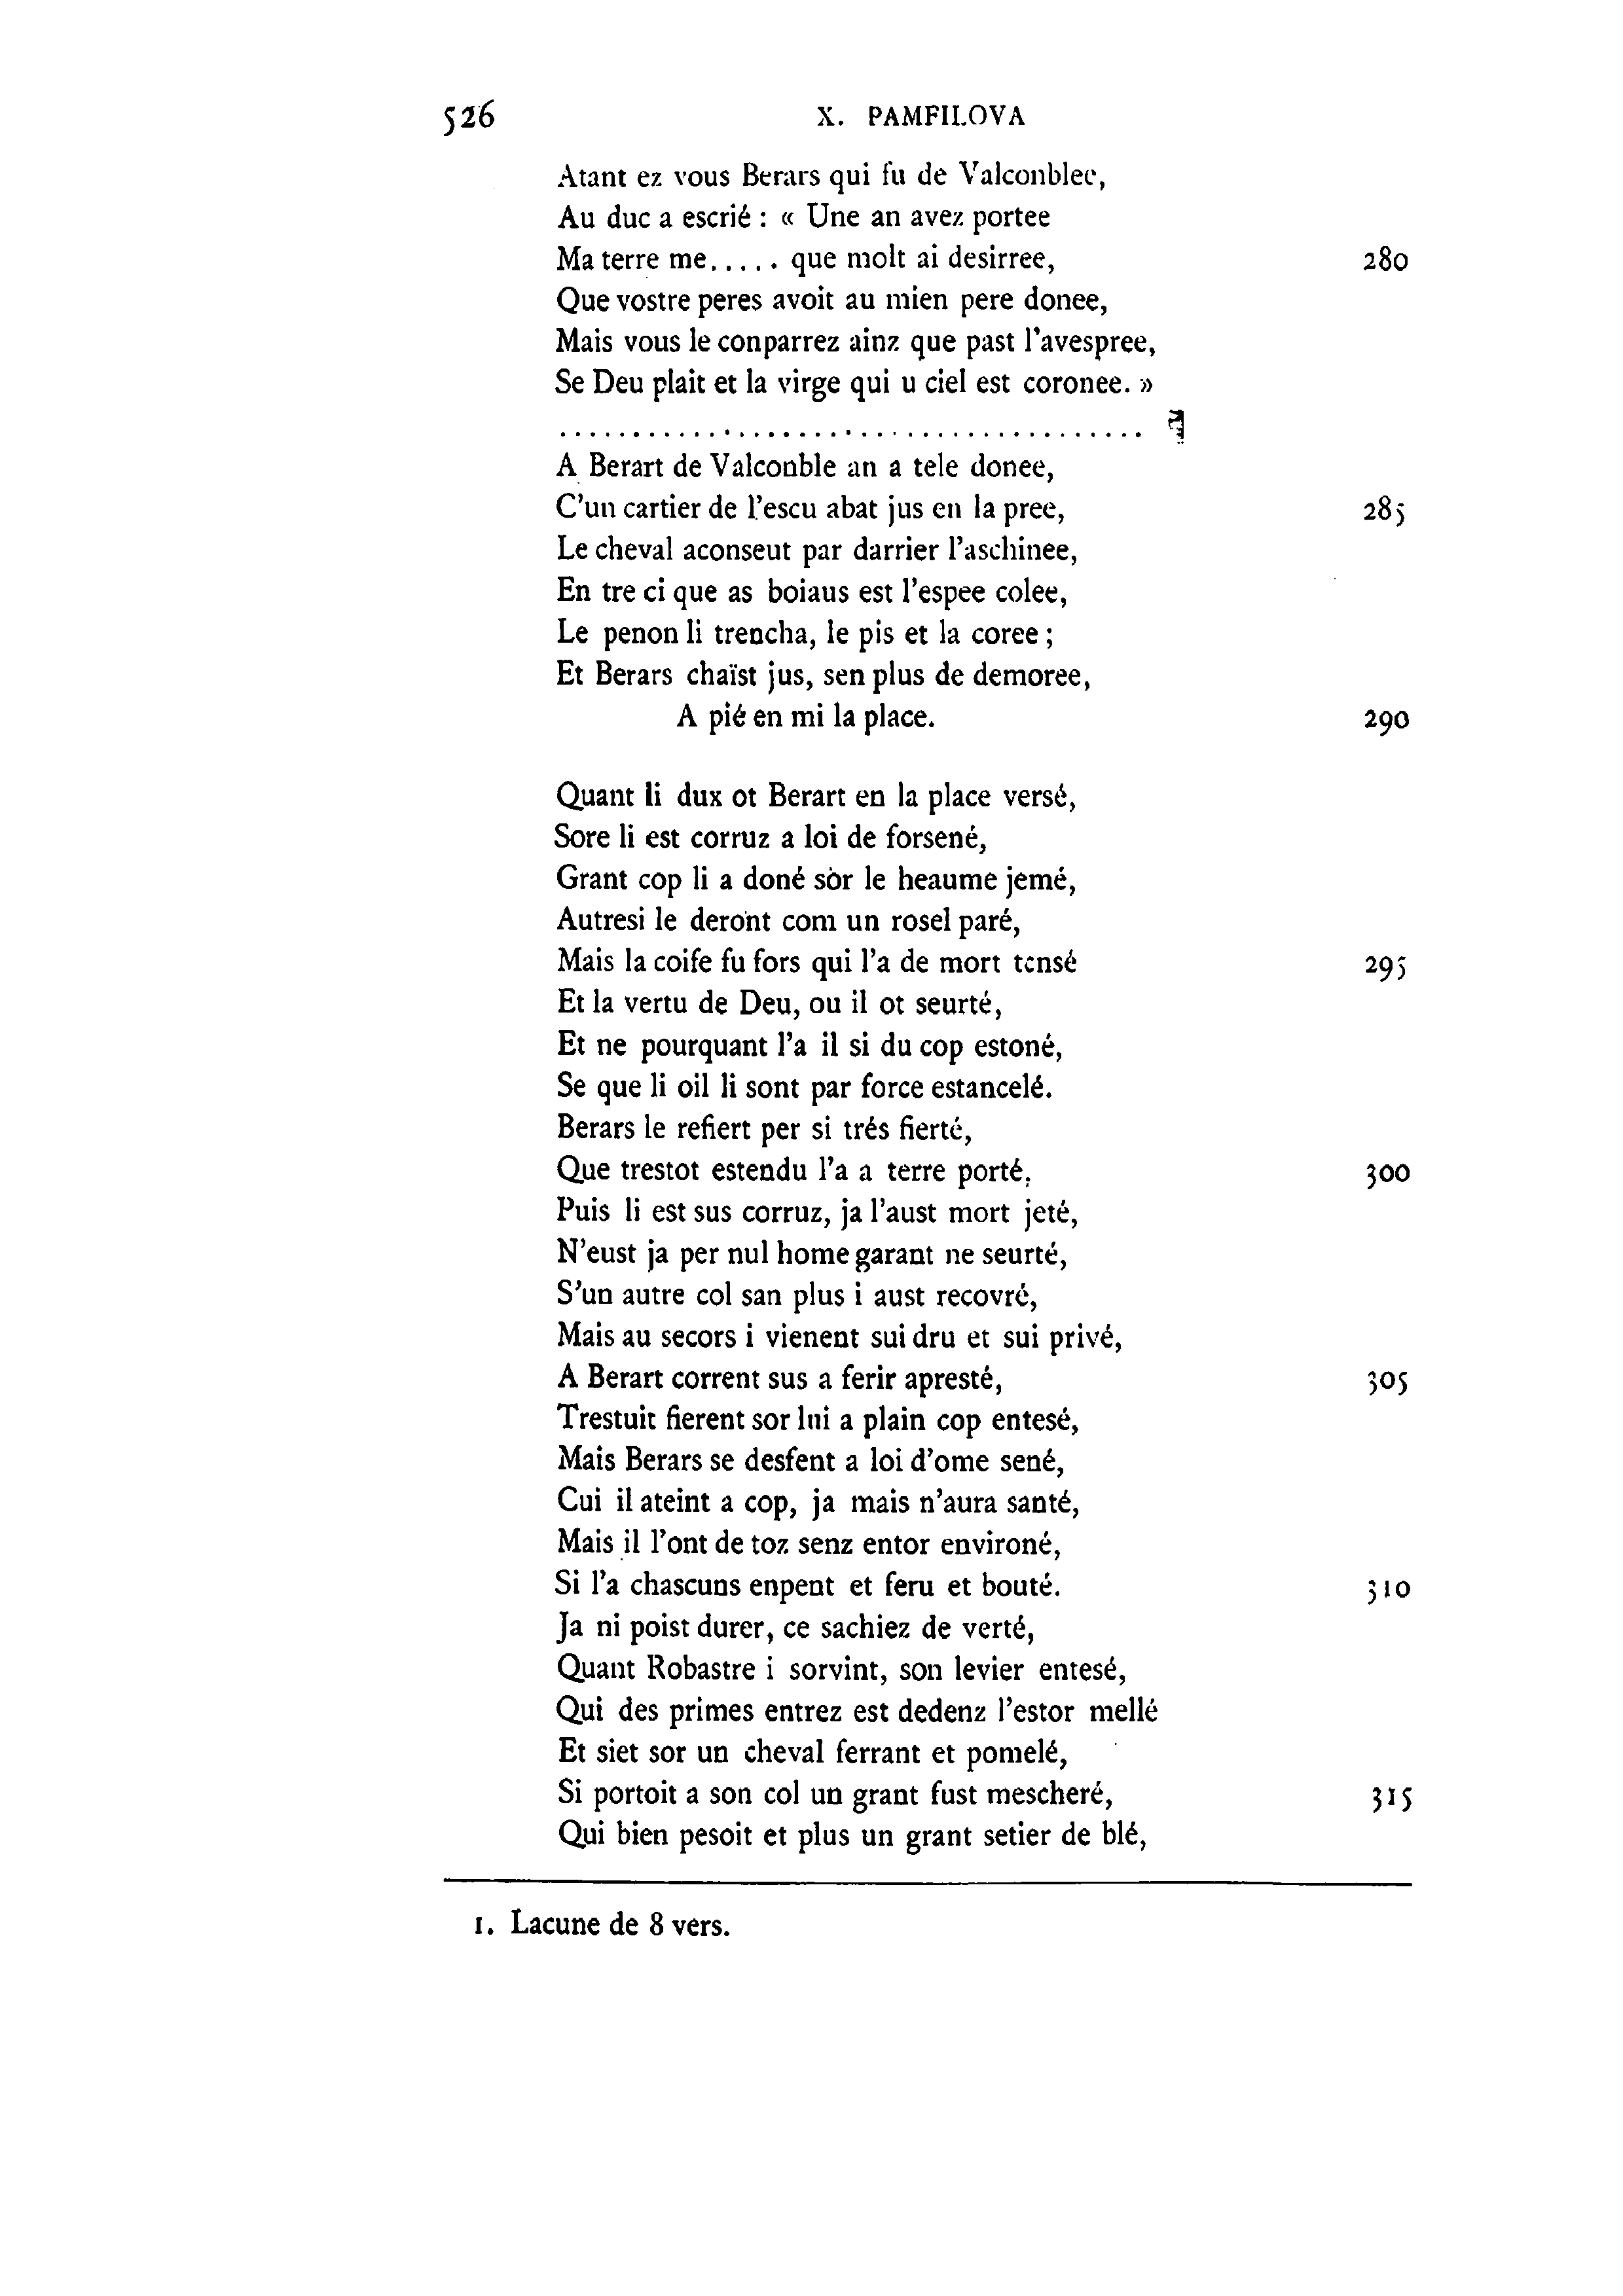 526 X. PAMFILOVA
Atant ez vous Berars qui fu de Valconblee,
Au duc a escrié : « Une an avez portee
Ma terre me..... que molt ai desirree, 280
Que vostre peres avoit au mien pere donee,
Mais vous le conparrez ainz que past l'avespree,
Se Deu plait et la virge qui u ciel est coronee. »
.......................................
A Berart de Valconble an a tele donee,
C'un cartier de l'escu abat jus en la pree, 285
Le cheval aconseut par darrier l'aschinee,
En tre ci que as boiaus est l'espee colee,
Le penon li trencha, le pis et la coree ;
Et Berars chaïst jus, sen plus de demoree,
A pié en mi la place. 290
Quant li dux ot Berart en la place versé,
Sore li est corruz a loi de forsené,
Grant cop li a doné sor le heaume jemé,
Autresi le deront com un rosel paré,
Mais la coife fu fors qui l'a de mort tensé 295
Et la vertu de Deu, ou il ot seurté,
Et ne pourquant l'a il si du cop estoné,
Se que li oil li sont par force estancelé.
Berars le refiert per si trés fierté,
Que trestot estendu l'a a terre porté. 300
Puis li est sus corruz, ja l'aust mort jeté,
N'eust ja per nul home garant ne seurté,
S'un autre col san plus i aust recovré,
Mais au secors i vienent sui dru et sui privé,
A Berart corrent sus a ferir apresté, 305
Trestuit fierent sor lui a plain cop entesé,
Mais Berars se desfent a loi d'ome sené,
Cui il ateint a cop, ja mais n'aura santé,
Mais il l'ont de toz senz entor environé,
Si l'a chascuns enpent et feru et bouté. 310
Ja ni poist durer, ce sachiez de verté,
Quant Robastre i sorvint, son levier entesé,
Qui des primes entrez est dedenz l'estor mellé
Et siet sor un cheval ferrant et pomelé,
Si portoit a son col un grant fust mescheré, 315
Qui bien pesoit et plus un grant setier de blé,
1. Lacune de 8 vers.